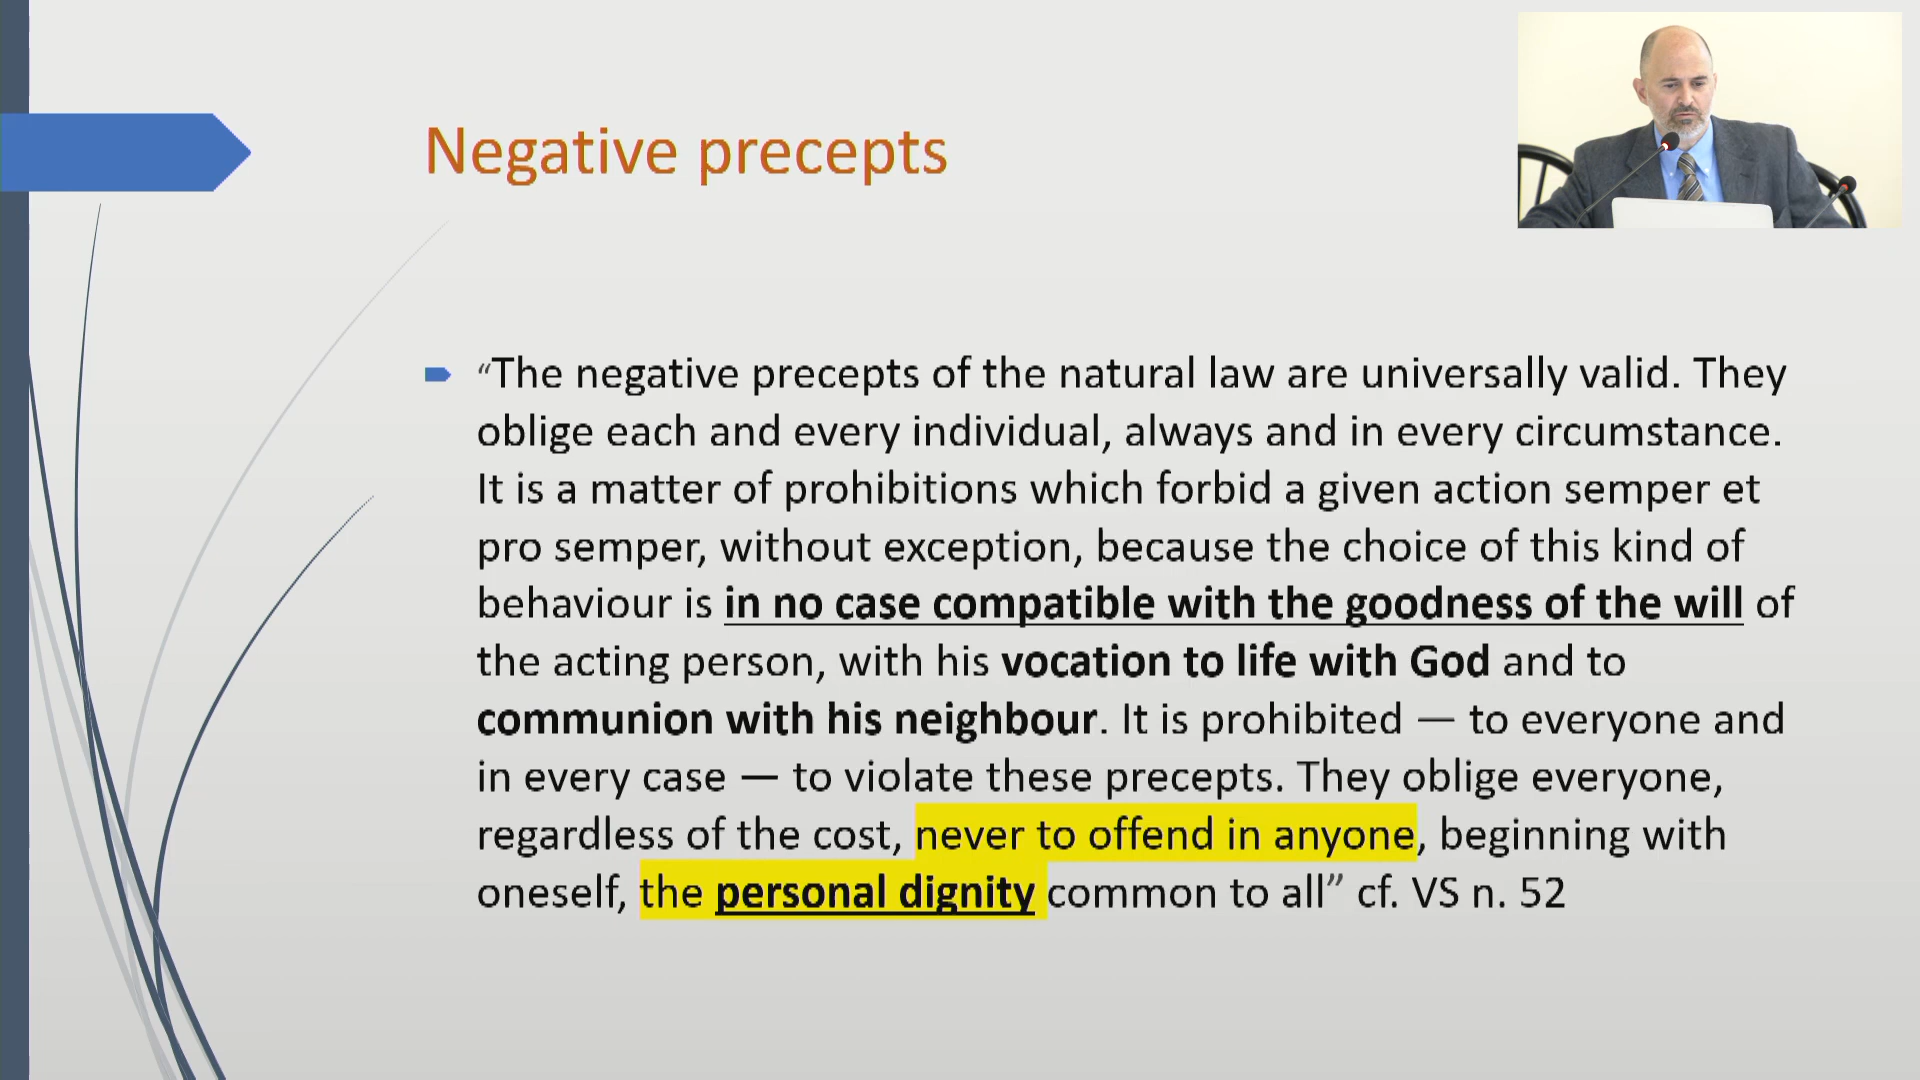 Negative precepts
“The negative precepts of the natural law are universally valid. They
oblige each and every individual, always and in every circumstance.
It is a matter of prohibitions which forbid a given action semper et
pro semper, without exception, because the choice of this kind of
behaviour is in no case compatible with the goodness of the will of
the acting person, with his vocation to life with God and to
communion with his neighbour. It is prohibited — to everyone and
in every case — to violate these precepts. They oblige everyone,
regardless of the cost, never to offend in anyone, beginning with
oneself, the personal dignity common to all” cf. VS n. 52